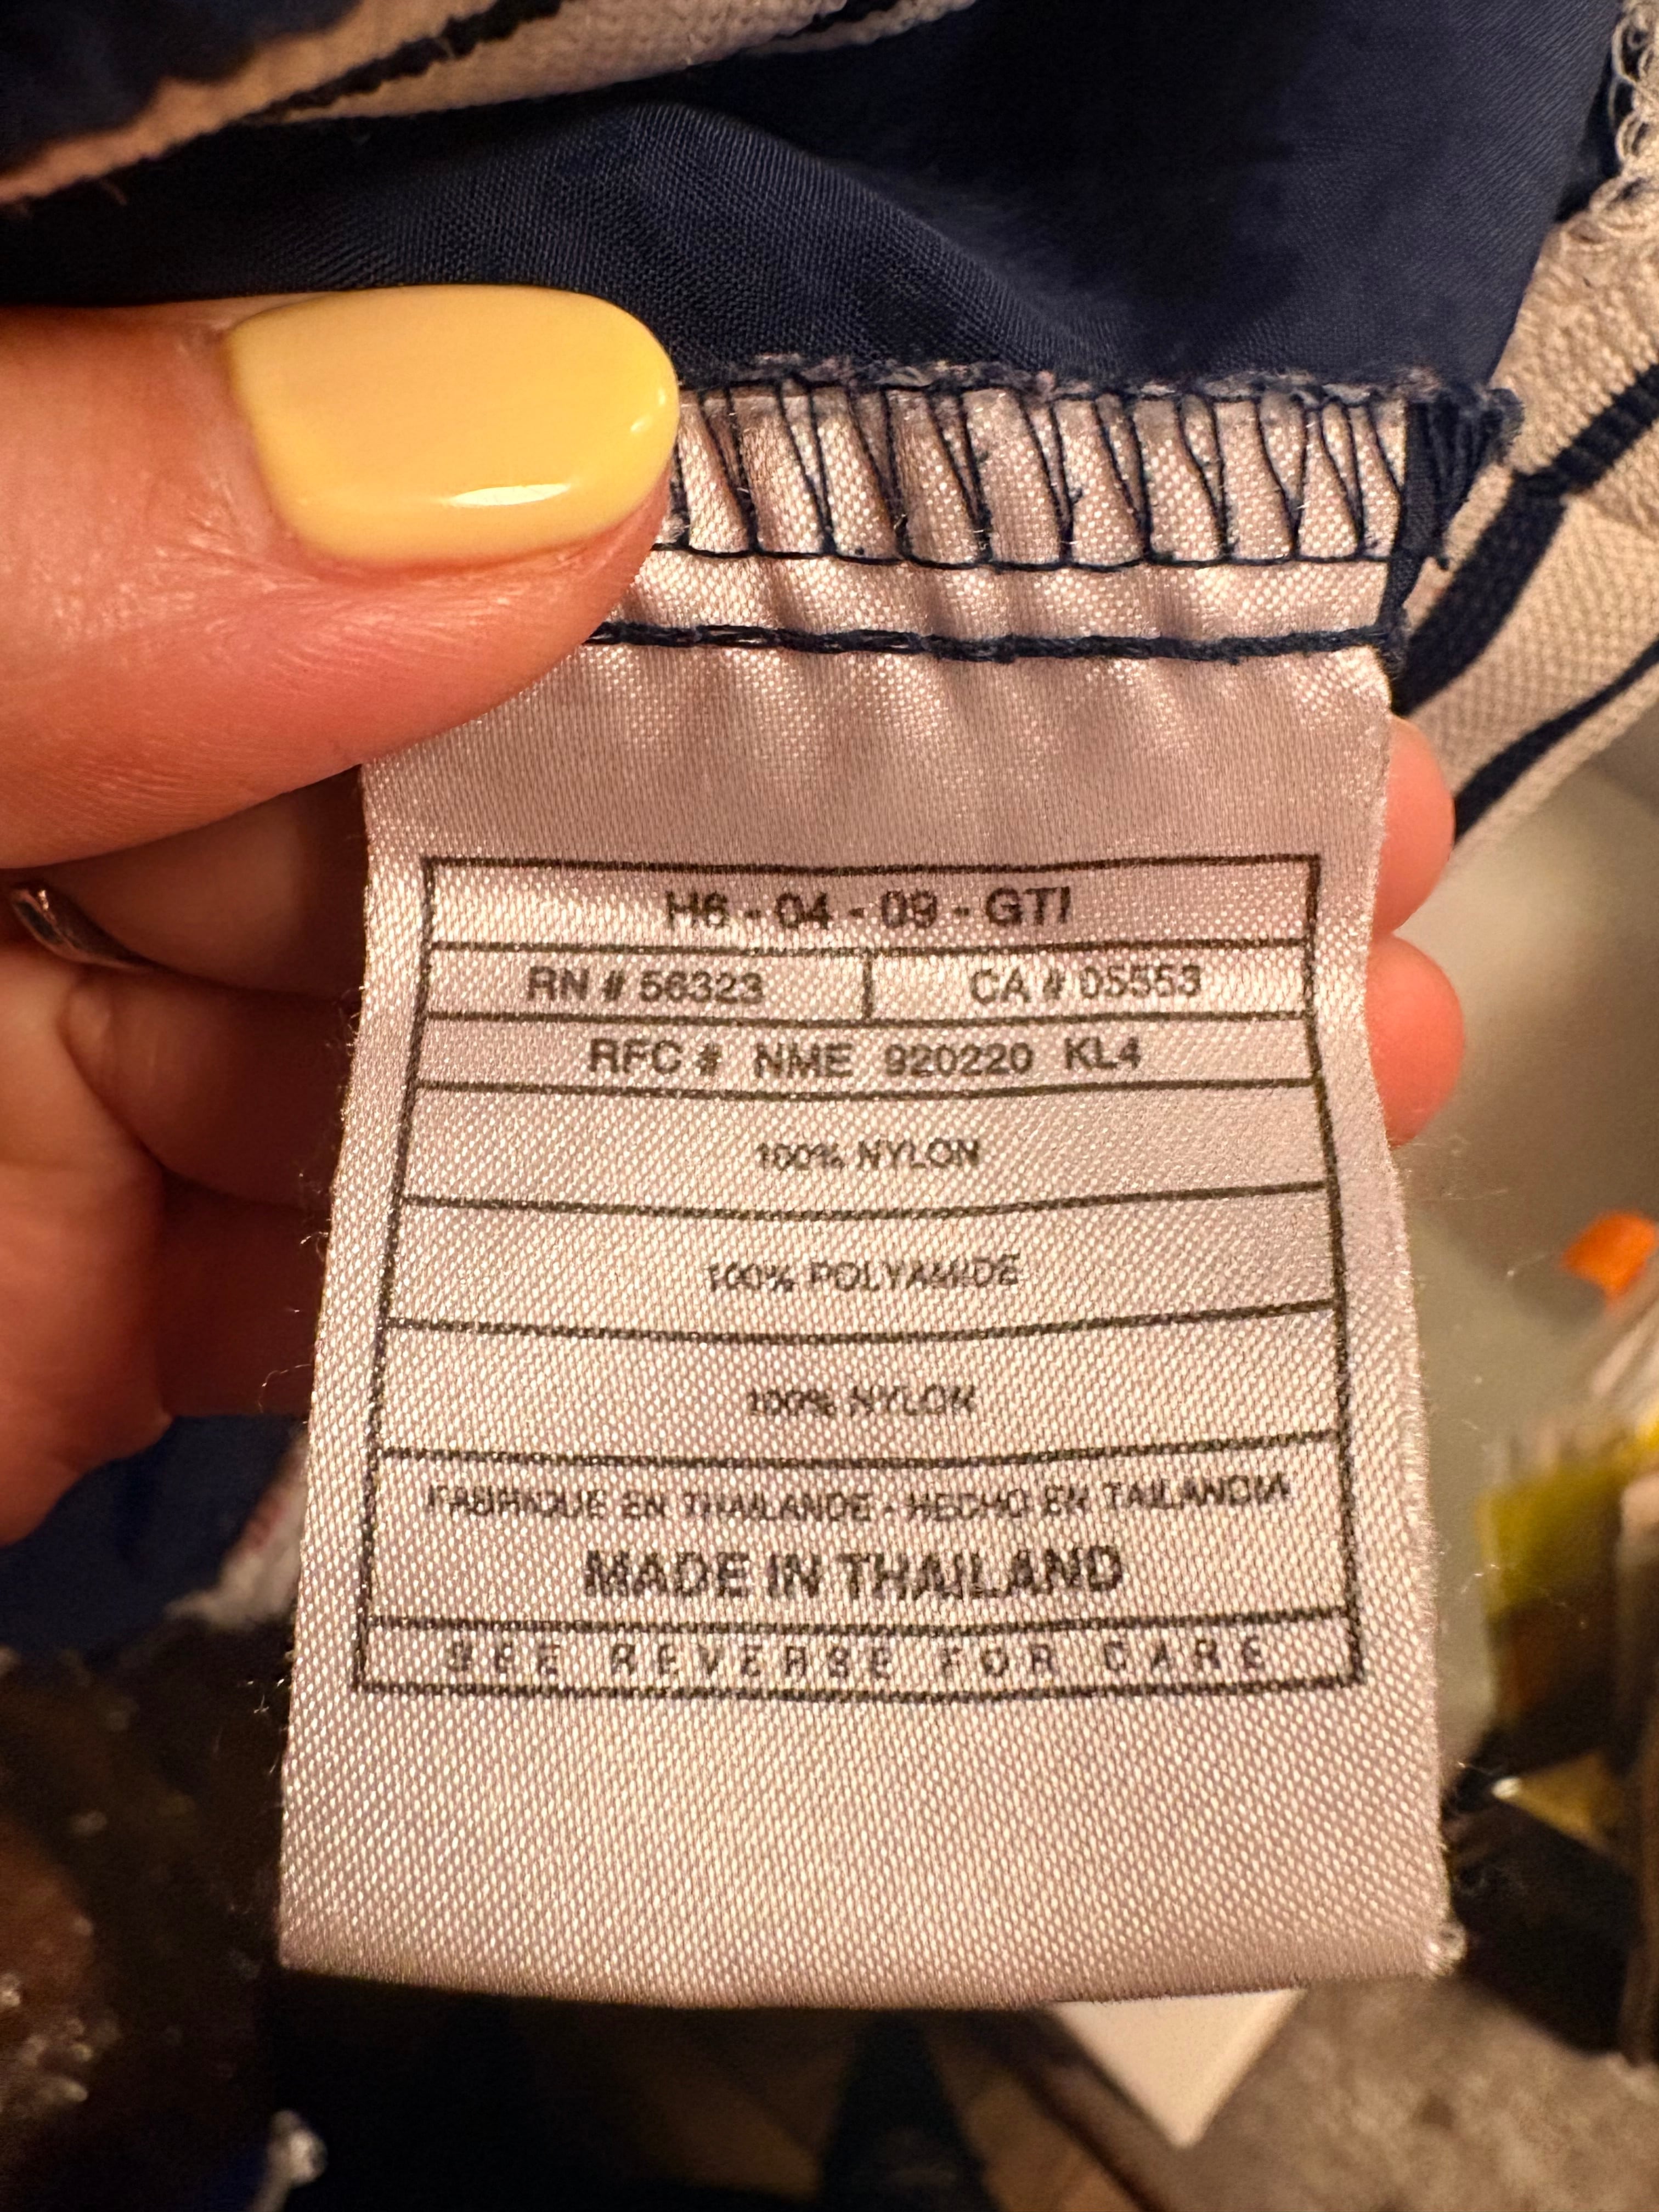 H6 - 04 - 09 - GTI
RN # 56323 CA # 05553
RFC # NME 920220 KL4
100% NYLON
100% POLYAMIDE
100% NYLON
FABRIQUE EN THAILANDE - HECHO EN TAILANDIA
MADE IN THAILAND
SEE REVERSE FOR CARE